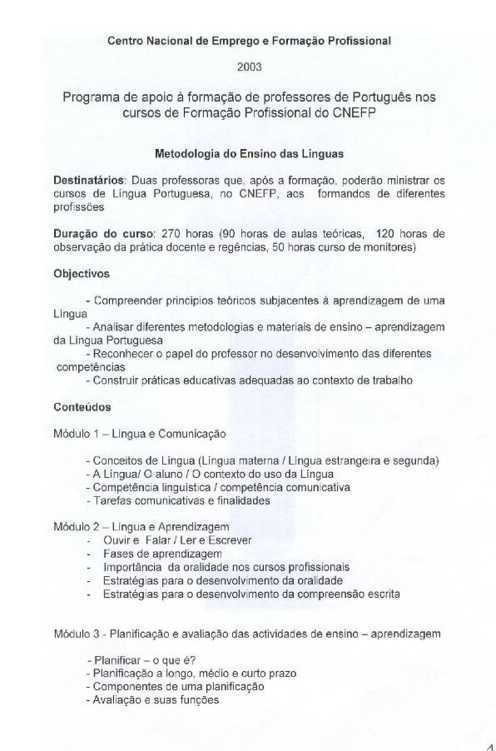 Centro Nacional de Emprego e Formação Profissional
2003
Programa de apoio à formação de professores de Português nos
cursos de Formação Profissional do CNEFP
Metodologia do Ensino das Linguas
Destinatários: Duas professoras que, após a formação, poderão ministrar os
cursos de Língua Portuguesa, no CNEFP, aos formandos de diferentes
profissões
Duração do curso: 270 horas (90 horas de aulas teóricas, 120 horas de
observação da prática docente e regências, 50 horas curso de monitores)
Objectivos
- Compreender princípios teóricos subjacentes à aprendizagem de uma
Língua
- Analisar diferentes metodologias e materiais de ensino – aprendizagem
da Língua Portuguesa
- Reconhecer o papel do professor no desenvolvimento das diferentes
competências
- Construir práticas educativas adequadas ao contexto de trabalho
Conteúdos
Módulo 1 – Língua e Comunicação
- Conceitos de Língua (Língua materna / Língua estrangeira e segunda)
- A Língua/ O aluno / O contexto do uso da Língua
- Competência linguística / competência comunicativa
- Tarefas comunicativas e finalidades
Módulo 2 – Língua e Aprendizagem
- Ouvir e Falar / Ler e Escrever
- Fases de aprendizagem
- Importância da oralidade nos cursos profissionais
- Estratégias para o desenvolvimento da oralidade
- Estratégias para o desenvolvimento da compreensão escrita
Módulo 3 - Planificação e avaliação das actividades de ensino – aprendizagem
- Planificar – o que é?
- Planificação a longo, médio e curto prazo
- Componentes de uma planificação
- Avaliação e suas funções